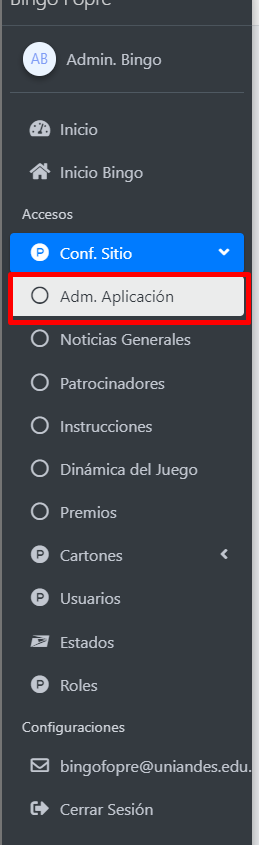 Bingo Fopre
AB Admin. Bingo
Inicio
Inicio Bingo
Accesos
P Conf. Sitio
Adm. Aplicación
Noticias Generales
Patrocinadores
Instrucciones
Dinámica del Juego
Premios
P Cartones
P Usuarios
Estados
P Roles
Configuraciones
bingofopre@uniandes.edu.
Cerrar Sesión